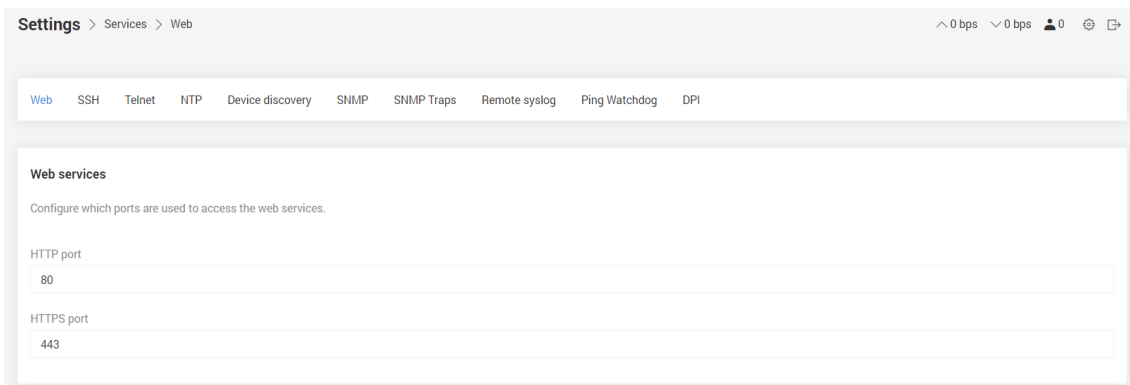 Settings > Services > Web 0 bps 0 bps 0
Web SSH Telnet NTP Device discovery SNMP SNMP Traps Remote syslog Ping Watchdog DPI
Web services
Configure which ports are used to access the web services.
HTTP port
80
HTTPS port
443